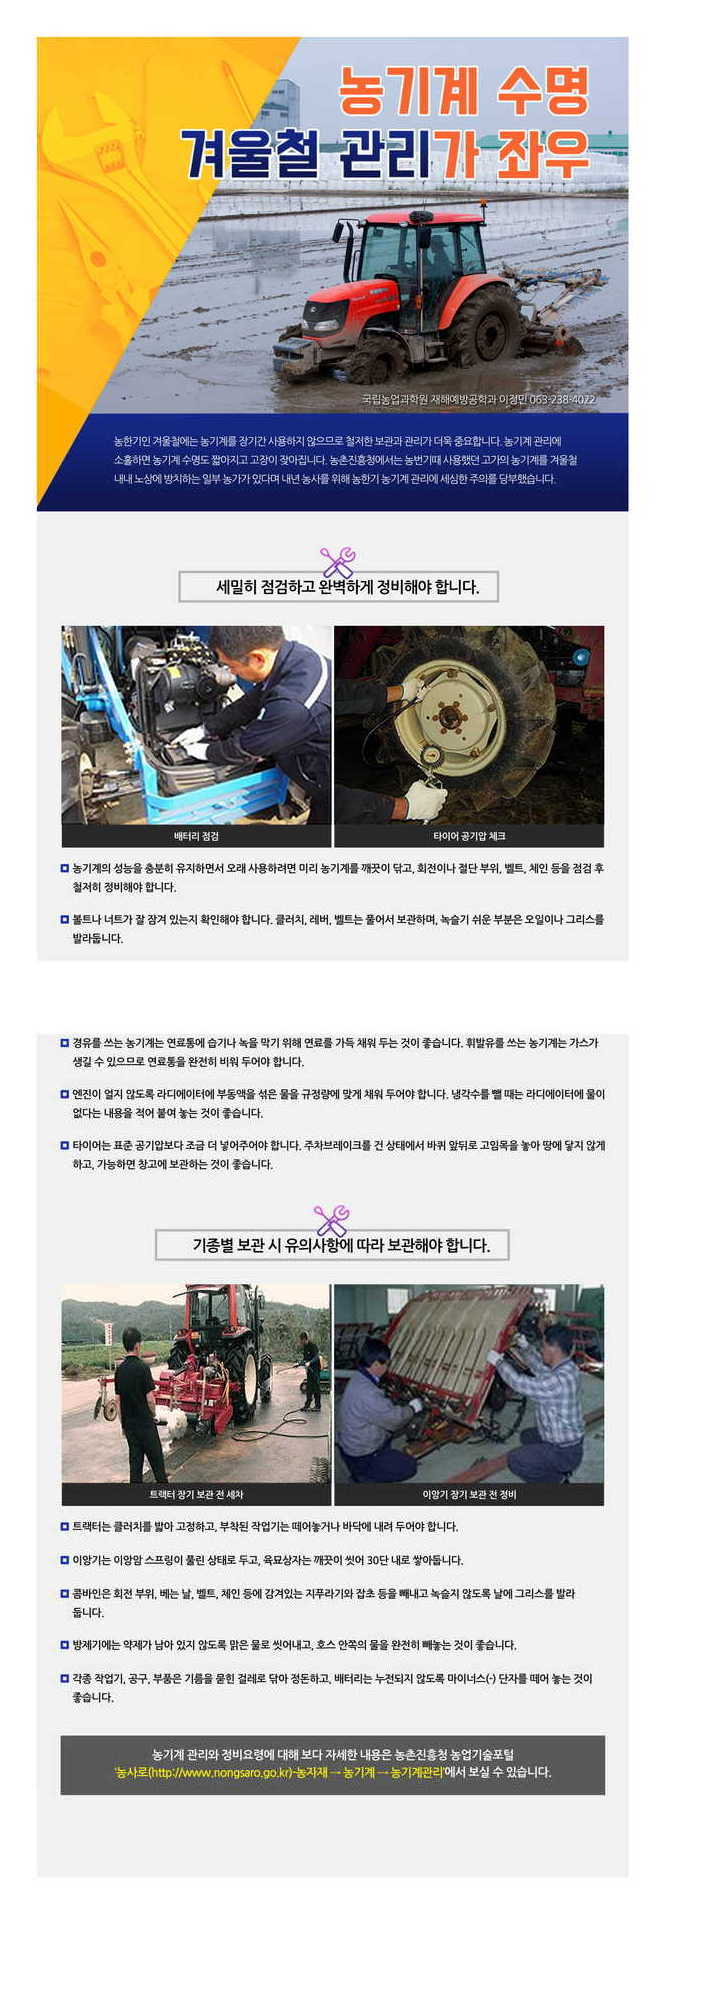 농기계 수명
겨울철 관리가 좌우
국립농업과학원 재해예방공학과 이정민 063-238-4022
농한기인 겨울철에는 농기계를 장기간 사용하지 않으므로 철저한 보관과 관리가 더욱 중요합니다. 농기계 관리에
소홀하면 농기계 수명도 짧아지고 고장이 잦아집니다. 농촌진흥청에서는 농번기때 사용했던 고가의 농기계를 겨울철
내내 노상에 방치하는 일부 농가가 있다며 내년 농사를 위해 농한기 농기계 관리에 세심한 주의를 당부했습니다.
세밀히 점검하고 완벽하게 정비해야 합니다.
배터리 점검
타이어 공기압 체크
농기계의 성능을 충분히 유지하면서 오래 사용하려면 미리 농기계를 깨끗이 닦고, 회전이나 절단 부위, 벨트, 체인 등을 점검 후
철저히 정비해야 합니다.
볼트나 너트가 잘 잠겨 있는지 확인해야 합니다. 클러치, 레버, 벨트는 풀어서 보관하며, 녹슬기 쉬운 부분은 오일이나 그리스를
발라둡니다.
경유를 쓰는 농기계는 연료통에 습기나 녹을 막기 위해 연료를 가득 채워 두는 것이 좋습니다. 휘발유를 쓰는 농기계는 가스가
생길 수 있으므로 연료통을 완전히 비워 두어야 합니다.
엔진이 얼지 않도록 라디에이터에 부동액을 섞은 물을 규정량에 맞게 채워 두어야 합니다. 냉각수를 뺄 때는 라디에이터에 물이
없다는 내용을 적어 붙여 놓는 것이 좋습니다.
타이어는 표준 공기압보다 조금 더 넣어주어야 합니다. 주차브레이크를 건 상태에서 바퀴 앞뒤로 고임목을 놓아 땅에 닿지 않게
하고, 가능하면 창고에 보관하는 것이 좋습니다.
기종별 보관 시 유의사항에 따라 보관해야 합니다.
트랙터 장기 보관 전 세차
이앙기 장기 보관 전 정비
트랙터는 클러치를 밟아 고정하고, 부착된 작업기는 떼어놓거나 바닥에 내려 두어야 합니다.
이앙기는 이앙암 스프링이 풀린 상태로 두고, 육묘상자는 깨끗이 씻어 30단 내로 쌓아둡니다.
콤바인은 회전 부위, 베는 날, 벨트, 체인 등에 감겨있는 지푸라기와 잡초 등을 빼내고 녹슬지 않도록 날에 그리스를 발라
둡니다.
방제기에는 약제가 남아 있지 않도록 맑은 물로 씻어내고, 호스 안쪽의 물을 완전히 빼놓는 것이 좋습니다.
각종 작업기, 공구, 부품은 기름을 묻힌 걸레로 닦아 정돈하고, 배터리는 누전되지 않도록 마이너스(-) 단자를 떼어 놓는 것이
좋습니다.
농기계 관리와 정비요령에 대해 보다 자세한 내용은 농촌진흥청 농업기술포털
'농사로(http://www.nongsaro.go.kr)-농자재 → 농기계 → 농기계관리'에서 보실 수 있습니다.